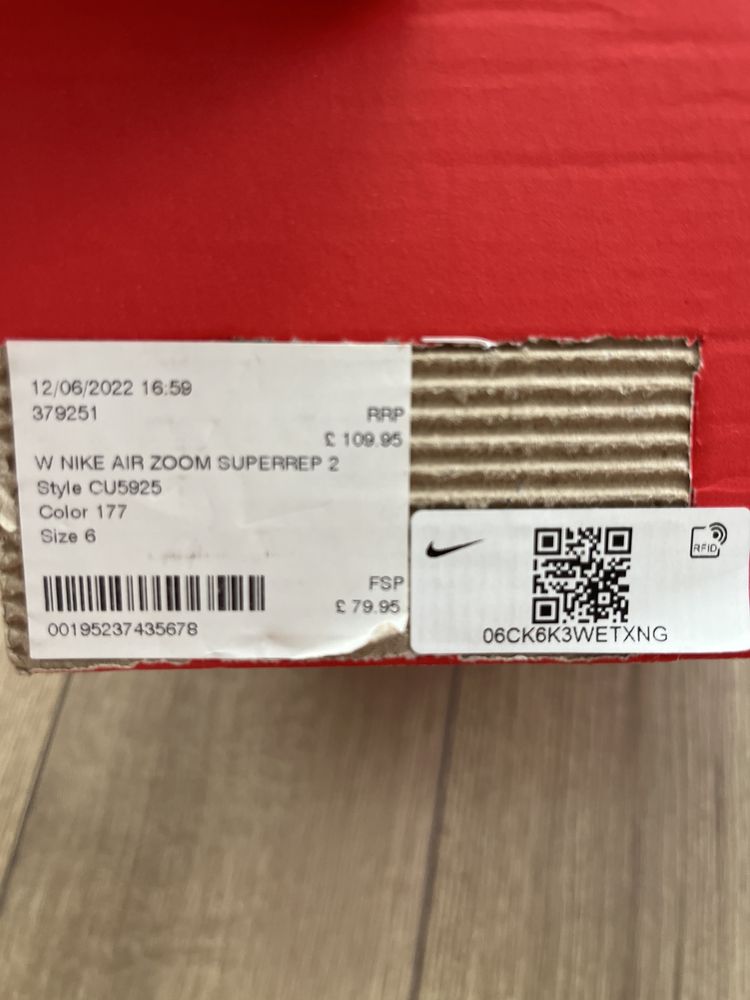 12/06/2022 16:59
379251
RRP
£ 109.95
W NIKE AIR ZOOM SUPERREP 2
Style CU5925
Color 177
Size 6
FSP
£ 79.95
00195237435678
RFID
06CK6K3WETXNG